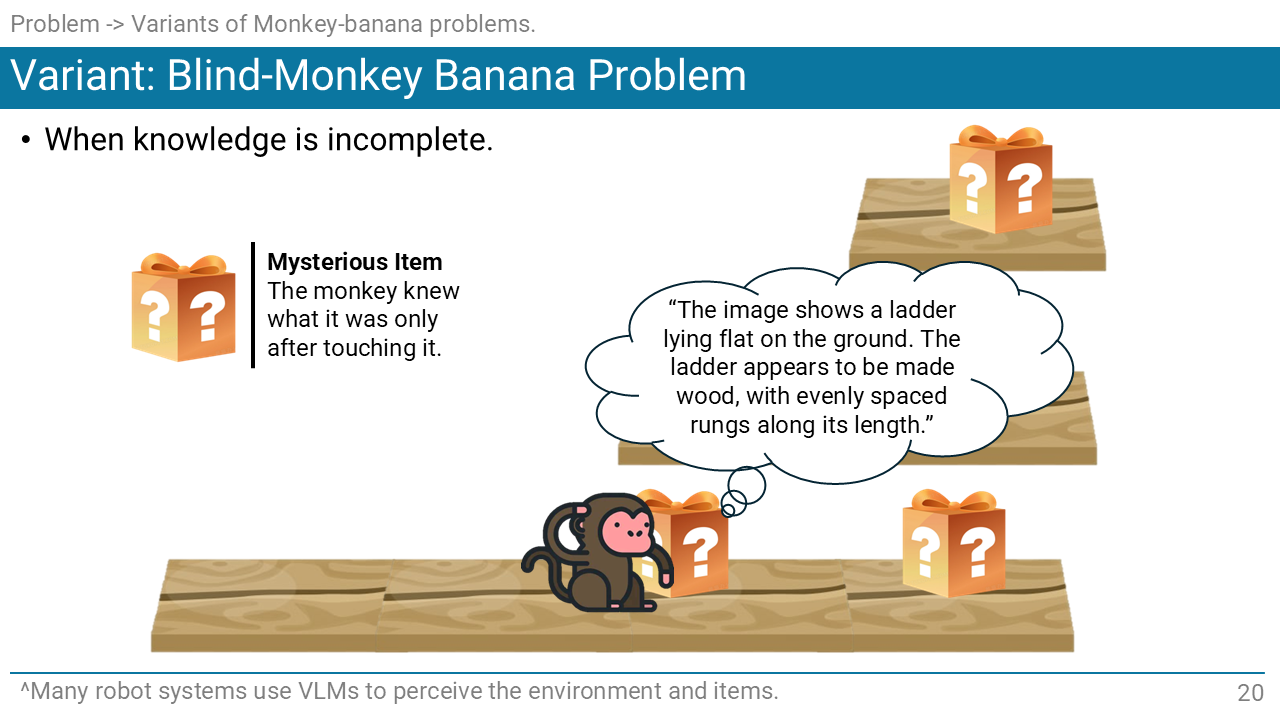 Problem -> Variants of Monkey-banana problems.
Variant: Blind-Monkey Banana Problem
• When knowledge is incomplete.
? ?
? ?
Mysterious Item
The monkey knew
what it was only
after touching it.
“The image shows a ladder
lying flat on the ground. The
ladder appears to be made
wood, with evenly spaced
rungs along its length.”
?
? ?
^Many robot systems use VLMs to perceive the environment and items.
20